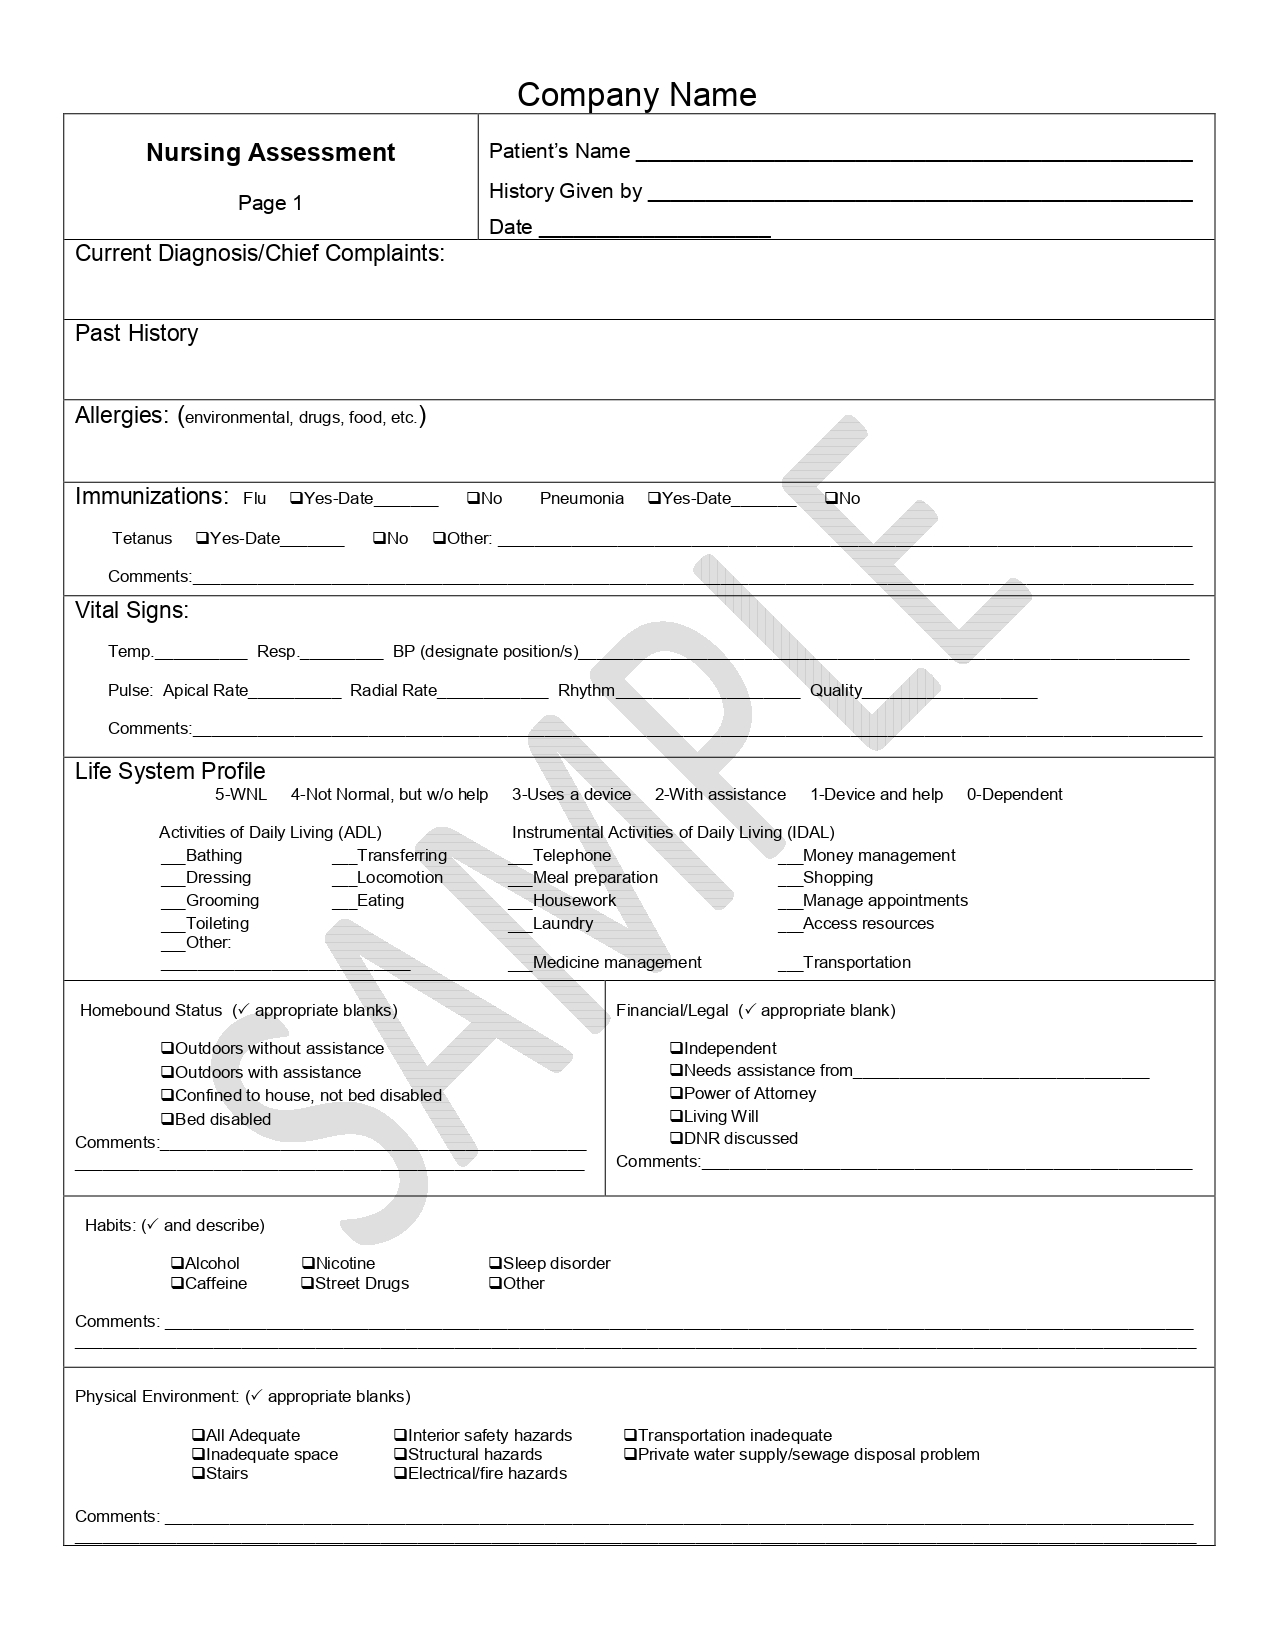 Company Name
Nursing Assessment
Page 1
Patient’s Name ______________________________________________
History Given by _____________________________________________
Date ___________________
Current Diagnosis/Chief Complaints:
Past History
Allergies: (environmental, drugs, food, etc.)
Immunizations: Flu ❑Yes-Date_______ ❑No Pneumonia ❑Yes-Date_______ ❑No
Tetanus ❑Yes-Date_______ ❑No ❑Other: ____________________
Comments:____________________
Vital Signs:
Temp.__________ Resp._________ BP (designate position/s)____________________
Pulse: Apical Rate__________ Radial Rate____________ Rhythm____________________ Quality___________________
Comments:____________________
Life System Profile
5-WNL 4-Not Normal, but w/o help 3-Uses a device 2-With assistance 1-Device and help 0-Dependent
Activities of Daily Living (ADL) Instrumental Activities of Daily Living (IDAL)
___Bathing ___Transferring ___Telephone ___Money management
___Dressing ___Locomotion ___Meal preparation ___Shopping
___Grooming ___Eating ___Housework ___Manage appointments
___Toileting ___Laundry ___Access resources
___Other:
___________________________ ___Medicine management ___Transportation
Homebound Status (✓ appropriate blanks)
❑Outdoors without assistance
❑Outdoors with assistance
❑Confined to house, not bed disabled
❑Bed disabled
Comments:____________________
Financial/Legal (✓ appropriate blank)
❑Independent
❑Needs assistance from________________________________
❑Power of Attorney
❑Living Will
❑DNR discussed
Comments:____________________
Habits: (✓ and describe)
❑Alcohol ❑Nicotine ❑Sleep disorder
❑Caffeine ❑Street Drugs ❑Other
Comments: ____________________
Physical Environment: (✓ appropriate blanks)
❑All Adequate ❑Interior safety hazards ❑Transportation inadequate
❑Inadequate space ❑Structural hazards ❑Private water supply/sewage disposal problem
❑Stairs ❑Electrical/fire hazards
Comments: ____________________
SAMPLE